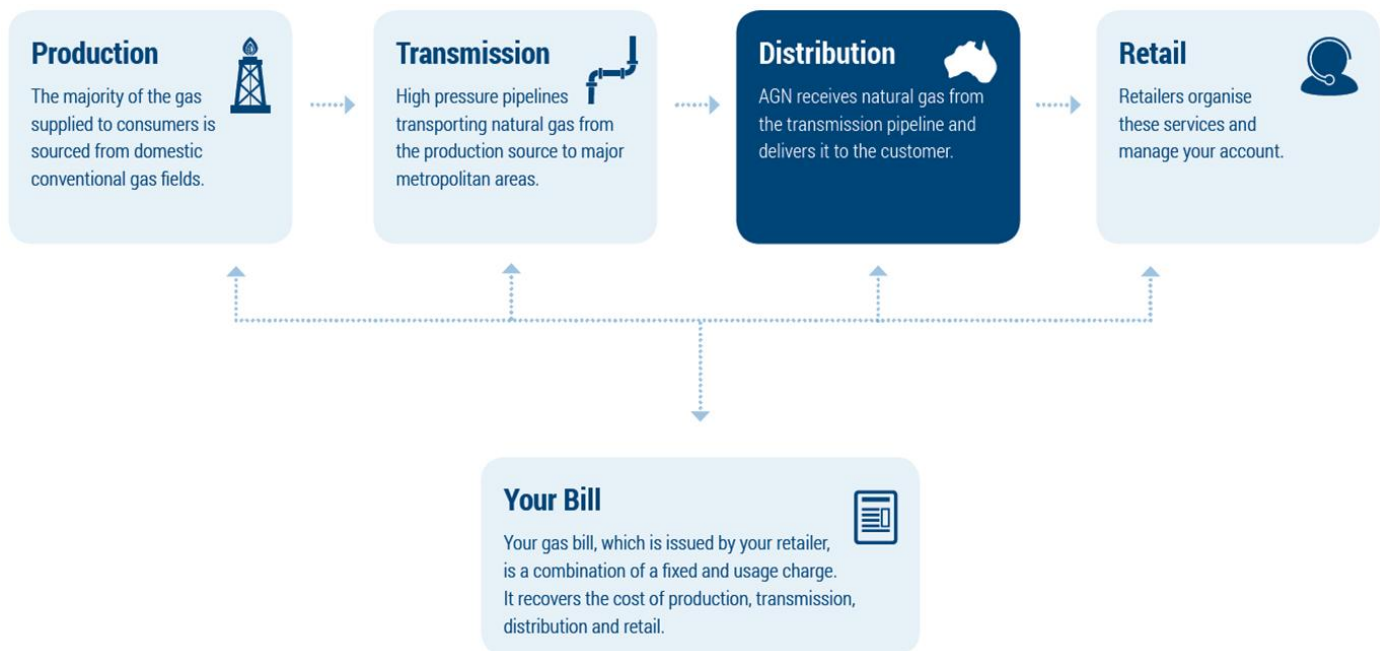 Production
The majority of the gas
supplied to consumers is
sourced from domestic
conventional gas fields.
Transmission
High pressure pipelines
transporting natural gas from
the production source to major
metropolitan areas.
Distribution
AGN receives natural gas from
the transmission pipeline and
delivers it to the customer.
Retail
Retailers organise
these services and
manage your account.
Your Bill
Your gas bill, which is issued by your retailer,
is a combination of a fixed and usage charge.
It recovers the cost of production, transmission,
distribution and retail.